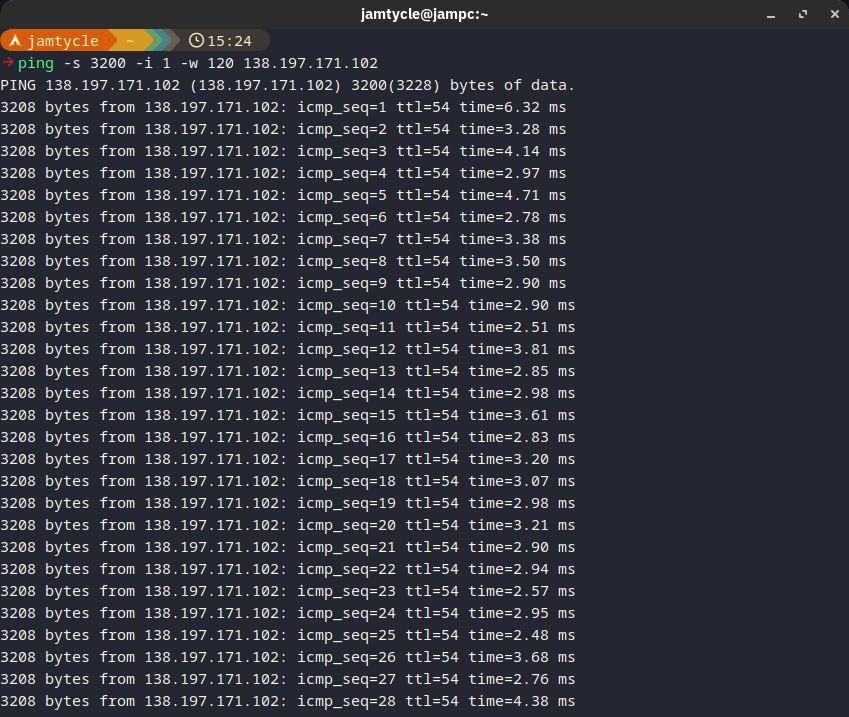 jamtycle@jampc:~
jamtycle ~ 15:24
→ ping -s 3200 -i 1 -w 120 138.197.171.102
PING 138.197.171.102 (138.197.171.102) 3200(3228) bytes of data.
3208 bytes from 138.197.171.102: icmp_seq=1 ttl=54 time=6.32 ms
3208 bytes from 138.197.171.102: icmp_seq=2 ttl=54 time=3.28 ms
3208 bytes from 138.197.171.102: icmp_seq=3 ttl=54 time=4.14 ms
3208 bytes from 138.197.171.102: icmp_seq=4 ttl=54 time=2.97 ms
3208 bytes from 138.197.171.102: icmp_seq=5 ttl=54 time=4.71 ms
3208 bytes from 138.197.171.102: icmp_seq=6 ttl=54 time=2.78 ms
3208 bytes from 138.197.171.102: icmp_seq=7 ttl=54 time=3.38 ms
3208 bytes from 138.197.171.102: icmp_seq=8 ttl=54 time=3.50 ms
3208 bytes from 138.197.171.102: icmp_seq=9 ttl=54 time=2.90 ms
3208 bytes from 138.197.171.102: icmp_seq=10 ttl=54 time=2.90 ms
3208 bytes from 138.197.171.102: icmp_seq=11 ttl=54 time=2.51 ms
3208 bytes from 138.197.171.102: icmp_seq=12 ttl=54 time=3.81 ms
3208 bytes from 138.197.171.102: icmp_seq=13 ttl=54 time=2.85 ms
3208 bytes from 138.197.171.102: icmp_seq=14 ttl=54 time=2.98 ms
3208 bytes from 138.197.171.102: icmp_seq=15 ttl=54 time=3.61 ms
3208 bytes from 138.197.171.102: icmp_seq=16 ttl=54 time=2.83 ms
3208 bytes from 138.197.171.102: icmp_seq=17 ttl=54 time=3.20 ms
3208 bytes from 138.197.171.102: icmp_seq=18 ttl=54 time=3.07 ms
3208 bytes from 138.197.171.102: icmp_seq=19 ttl=54 time=2.98 ms
3208 bytes from 138.197.171.102: icmp_seq=20 ttl=54 time=3.21 ms
3208 bytes from 138.197.171.102: icmp_seq=21 ttl=54 time=2.90 ms
3208 bytes from 138.197.171.102: icmp_seq=22 ttl=54 time=2.94 ms
3208 bytes from 138.197.171.102: icmp_seq=23 ttl=54 time=2.57 ms
3208 bytes from 138.197.171.102: icmp_seq=24 ttl=54 time=2.95 ms
3208 bytes from 138.197.171.102: icmp_seq=25 ttl=54 time=2.48 ms
3208 bytes from 138.197.171.102: icmp_seq=26 ttl=54 time=3.68 ms
3208 bytes from 138.197.171.102: icmp_seq=27 ttl=54 time=2.76 ms
3208 bytes from 138.197.171.102: icmp_seq=28 ttl=54 time=4.38 ms